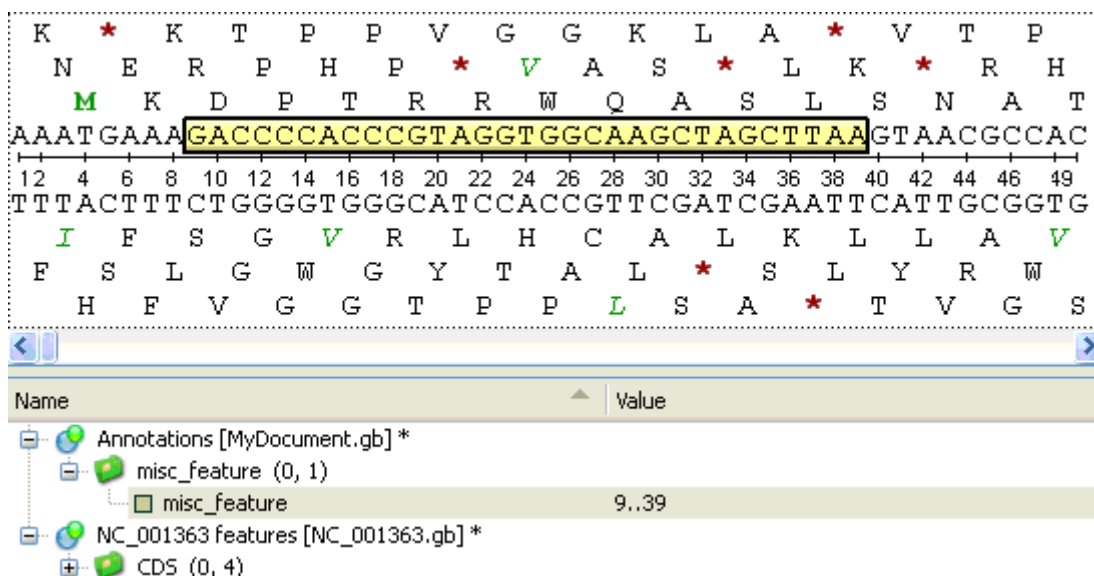 K * K T P P V G G K L A * V T P
N E R P H P * V A S * L K * R H
M K D P T R R W Q A S L S N A T
AAATGAAAGACCCCACCCGTAGGTGGCAAGCTAGCTTAAGTAACGCCAC
12 4 6 8 10 12 14 16 18 20 22 24 26 28 30 32 34 36 38 40 42 44 46 49
TTTACTTTCTGGGGTGGGCATCCACCGTTCGATCGAATTCATTGCGGTG
I F S G V R L H C A L K L L A V
F S L G W G Y T A L * S L Y R W
H F V G G T P P L S A * T V G S
Name Value
Annotations [MyDocument.gb] *
misc_feature (0, 1)
misc_feature 9..39
NC_001363 features [NC_001363.gb] *
CDS (0, 4)